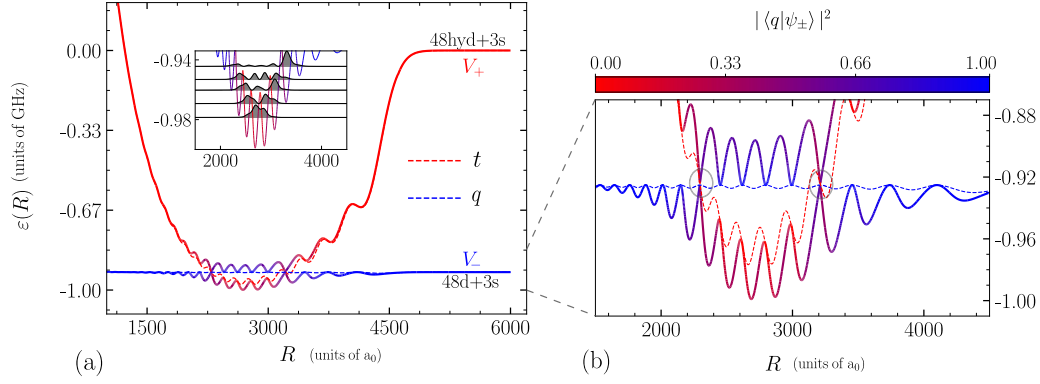 | ⟨q|ψ±⟩ |²
0.00 0.33 0.66 1.00
(a)
ε(R) (units of GHz)
0.00
-0.33
-0.67
-1.00
1500 3000 4500 6000
R (units of a₀)
48hyd+3s
V₊
t
q
V₋
48d+3s
-0.94
-0.98
2000 4000
(b)
-0.88
-0.92
-0.96
-1.00
2000 3000 4000
R (units of a₀)